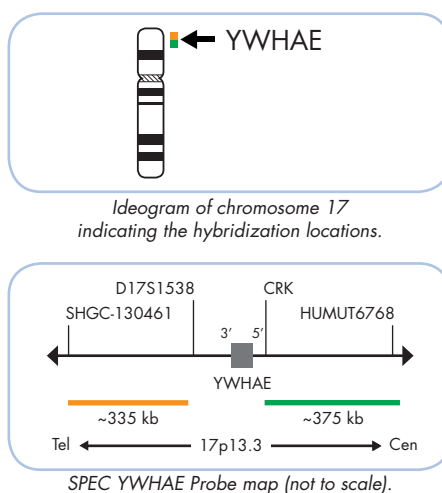 YWHAE
Ideogram of chromosome 17
indicating the hybridization locations.
D17S1538 CRK
SHGC-130461 HUMUT6768
3' 5'
YWHAE
~335 kb ~375 kb
Tel 17p13.3 Cen
SPEC YWHAE Probe map (not to scale).